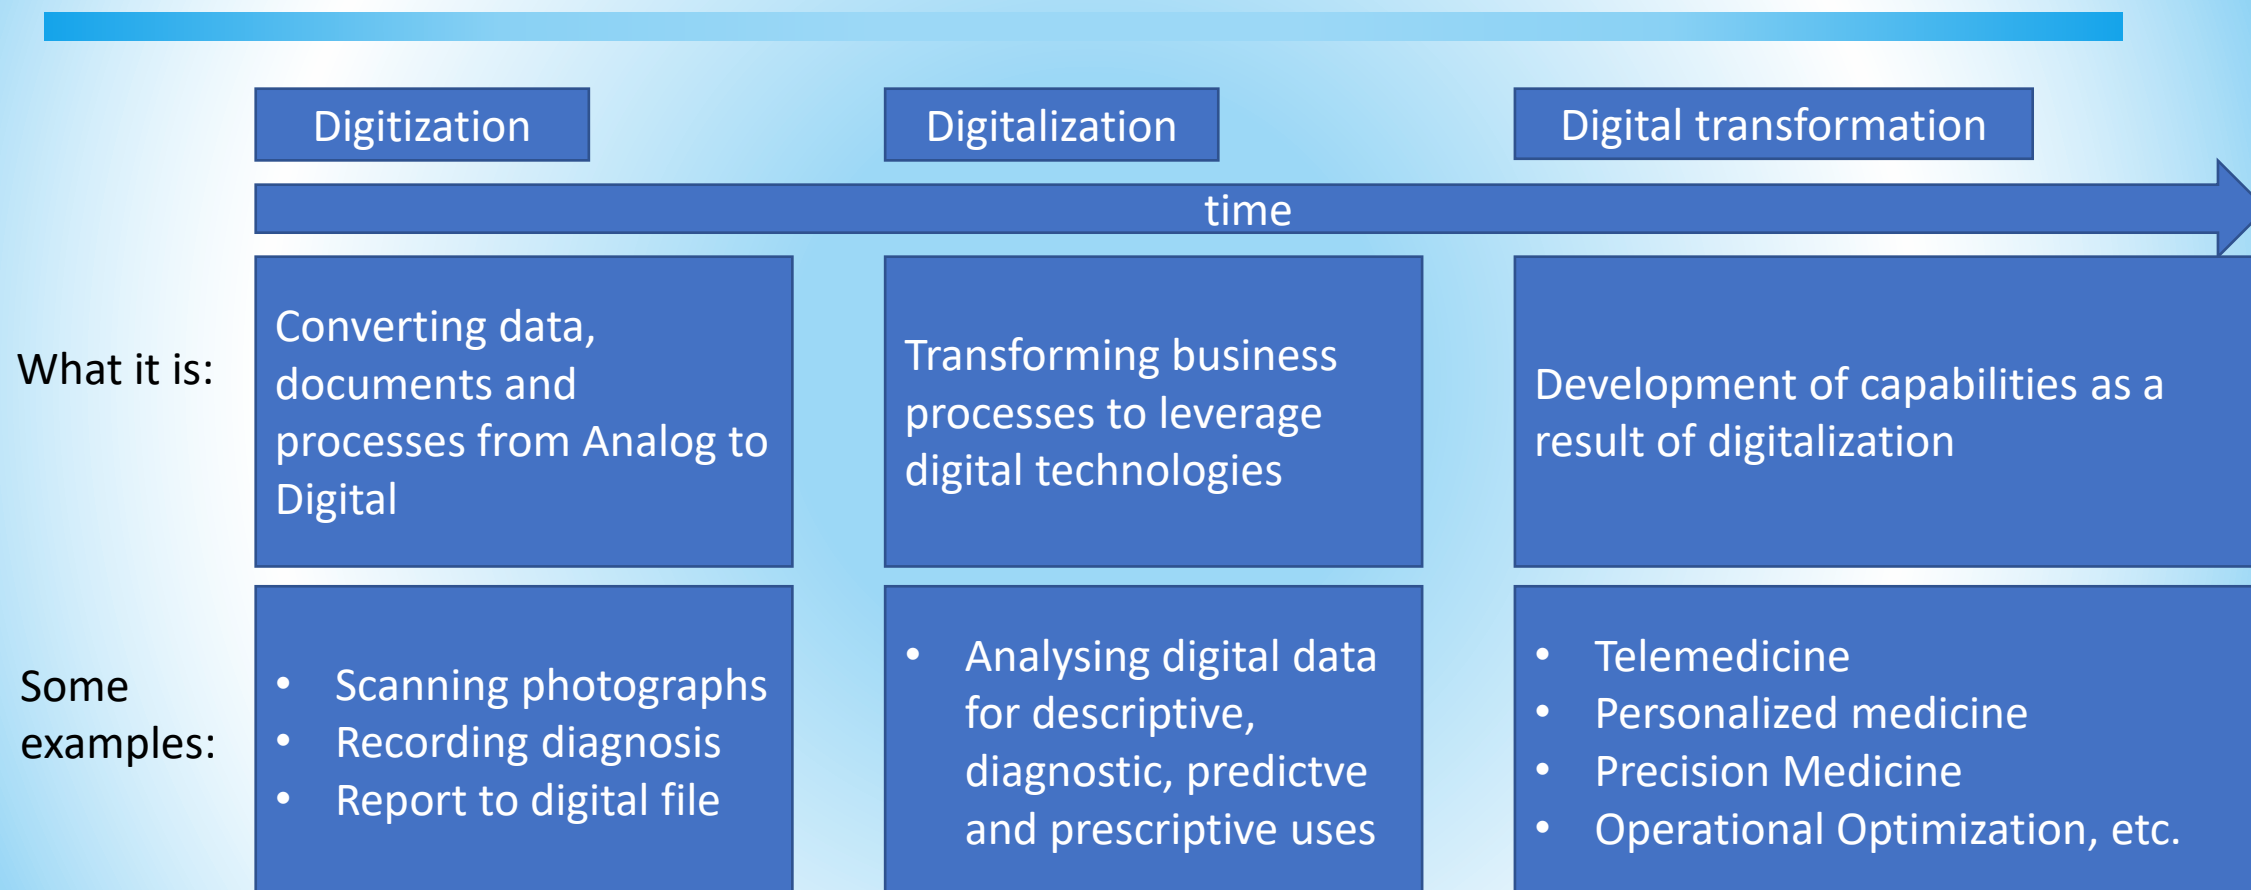 Digitization
Digitalization
Digital transformation
time
What it is:
Converting data,
documents and
processes from Analog to
Digital
Transforming business
processes to leverage
digital technologies
Development of capabilities as a
result of digitalization
Some
examples:
• Scanning photographs
• Recording diagnosis
• Report to digital file
• Analysing digital data
for descriptive,
diagnostic, predictve
and prescriptive uses
• Telemedicine
• Personalized medicine
• Precision Medicine
• Operational Optimization, etc.